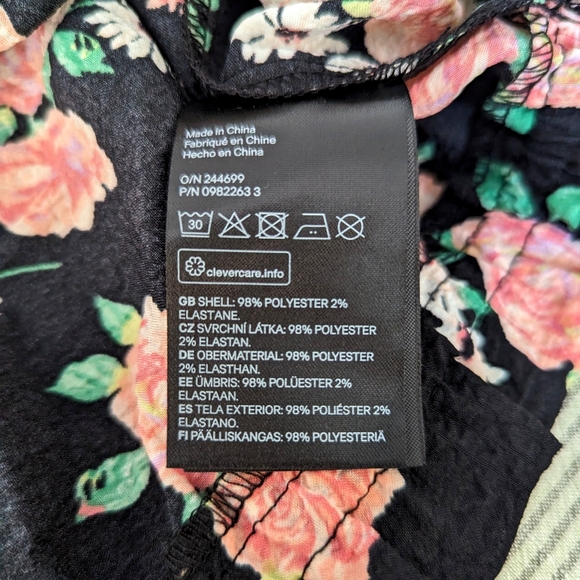 Made in China
Fabriqué en Chine
Hecho en China
O/N 244699
P/N 0982263 3
30
clevercare.info
GB SHELL: 98% POLYESTER 2%
ELASTANE.
CZ SVRCHNÍ LÁTKA: 98% POLYESTER
2% ELASTAN.
DE OBERMATERIAL: 98% POLYESTER
2% ELASTHAN.
EE ÜMBRIS: 98% POLÜESTER 2%
ELASTAAN.
ES TELA EXTERIOR: 98% POLIÉSTER 2%
ELASTANO.
FI PÄÄLLISKANGAS: 98% POLYESTERIÄ